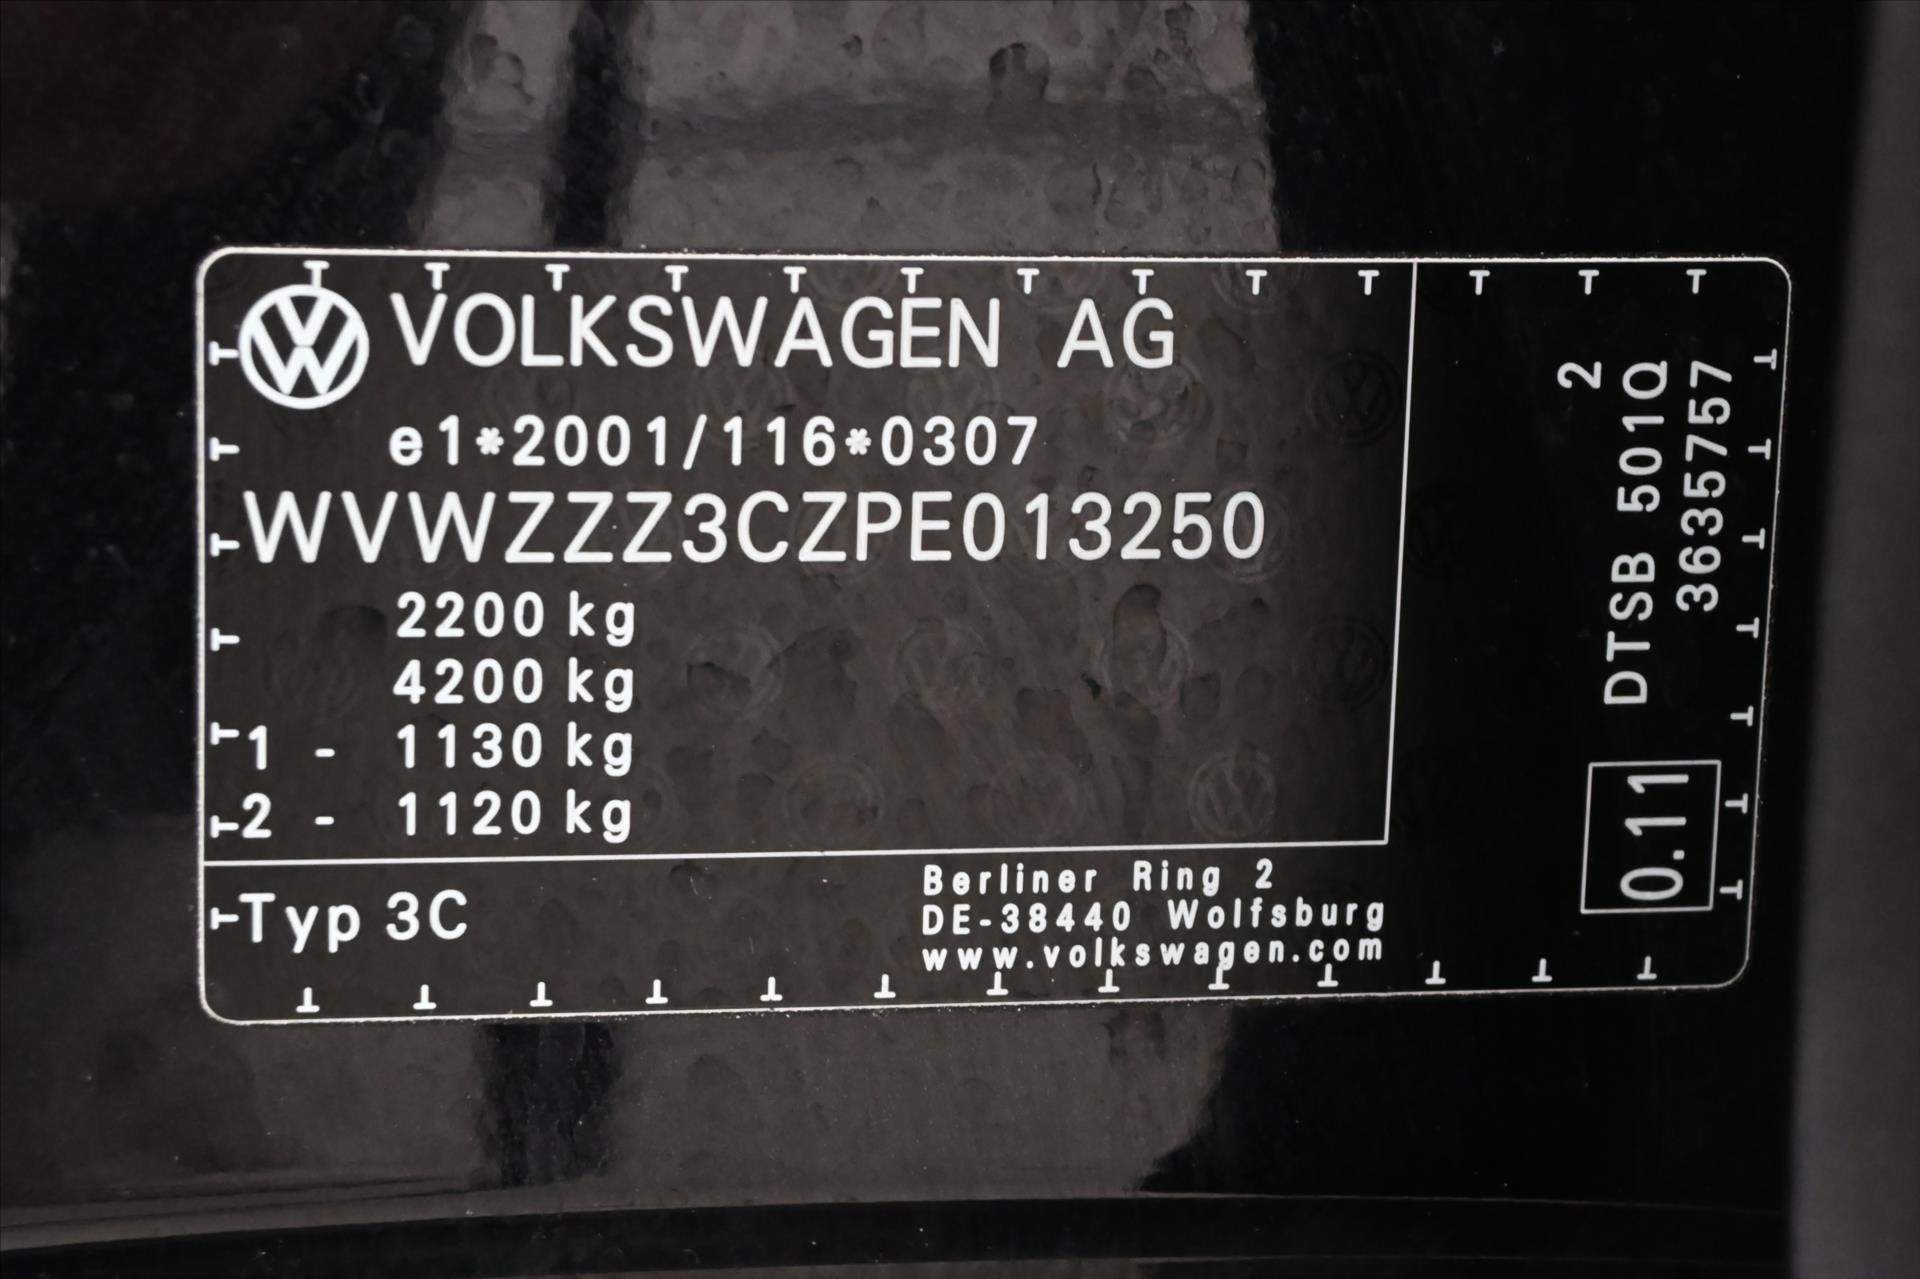 VOLKSWAGEN AG
e1*2001/116*0307
WVWZZZ3CZPE013250
2200 kg
4200 kg
1 - 1130 kg
2 - 1120 kg
Typ 3C
Berliner Ring 2
DE-38440 Wolfsburg
www.volkswagen.com
2
DTSB 501Q
3635757
0.11